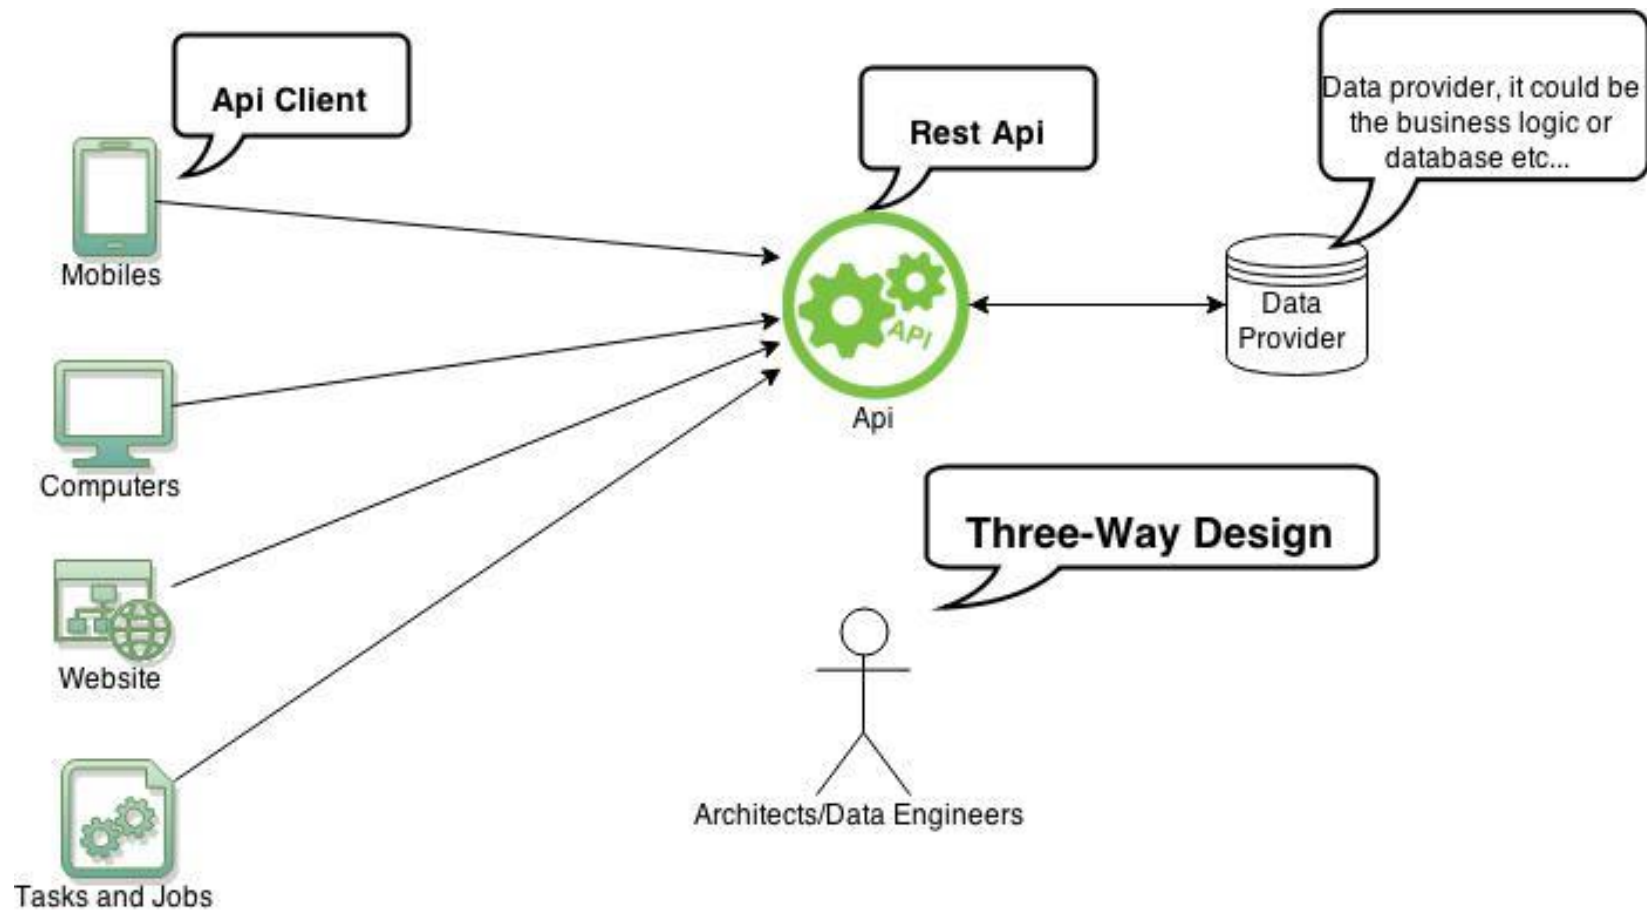 Api Client
Rest Api
Data provider, it could be
the business logic or
database etc...
Mobiles
Data
Provider
API
Api
Computers
Three-Way Design
Website
Architects/Data Engineers
Tasks and Jobs